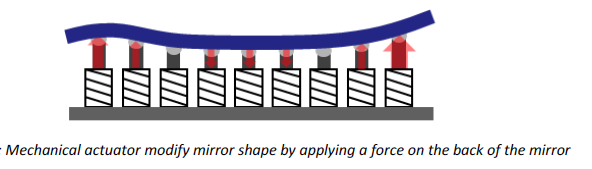 : Mechanical actuator modify mirror shape by applying a force on the back of the mirror